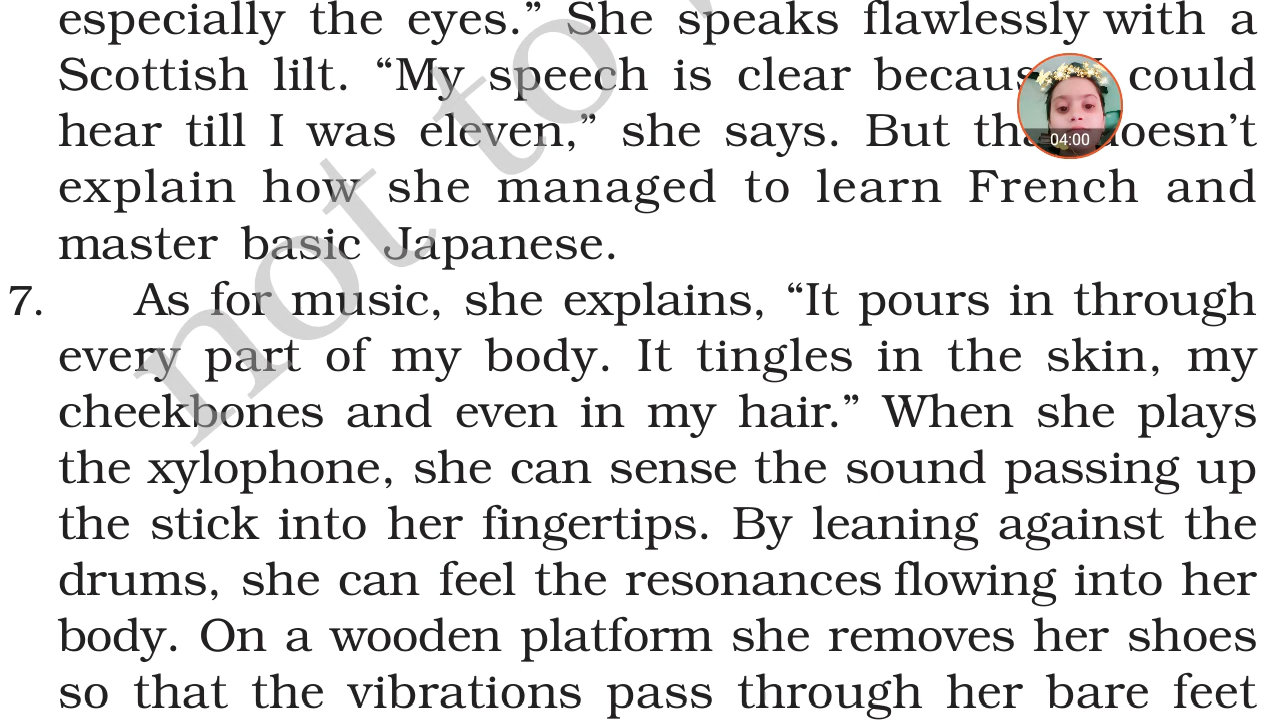 especially the eyes.” She speaks flawlessly with a
Scottish lilt. “My speech is clear could
hear till I was eleven,” she says. But
explain how she managed to learn French and
master basic Japanese.
7. As for music, she explains, “It pours in through
every part of my body. It tingles in the skin, my
cheekbones and even in my hair.” When she plays
the xylophone, she can sense the sound passing up
the stick into her fingertips. By leaning against the
drums, she can feel the resonances flowing into her
body. On a wooden platform she removes her shoes
so that the vibrations pass through her bare feet
not to
04:00